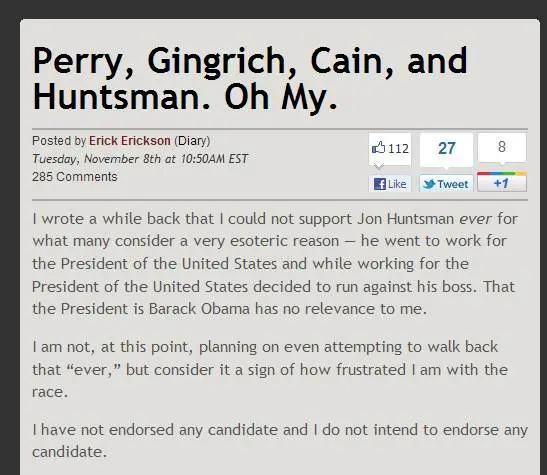 Perry, Gingrich, Cain, and
Huntsman. Oh My.
Posted by Erick Erickson (Diary)
Tuesday, November 8th at 10:50AM EST
285 Comments
112
27
8
Like
Tweet
+1
I wrote a while back that I could not support Jon Huntsman ever for
what many consider a very esoteric reason — he went to work for
the President of the United States and while working for the
President of the United States decided to run against his boss. That
the President is Barack Obama has no relevance to me.
I am not, at this point, planning on even attempting to walk back
that “ever,” but consider it a sign of how frustrated I am with the
race.
I have not endorsed any candidate and I do not intend to endorse any
candidate.